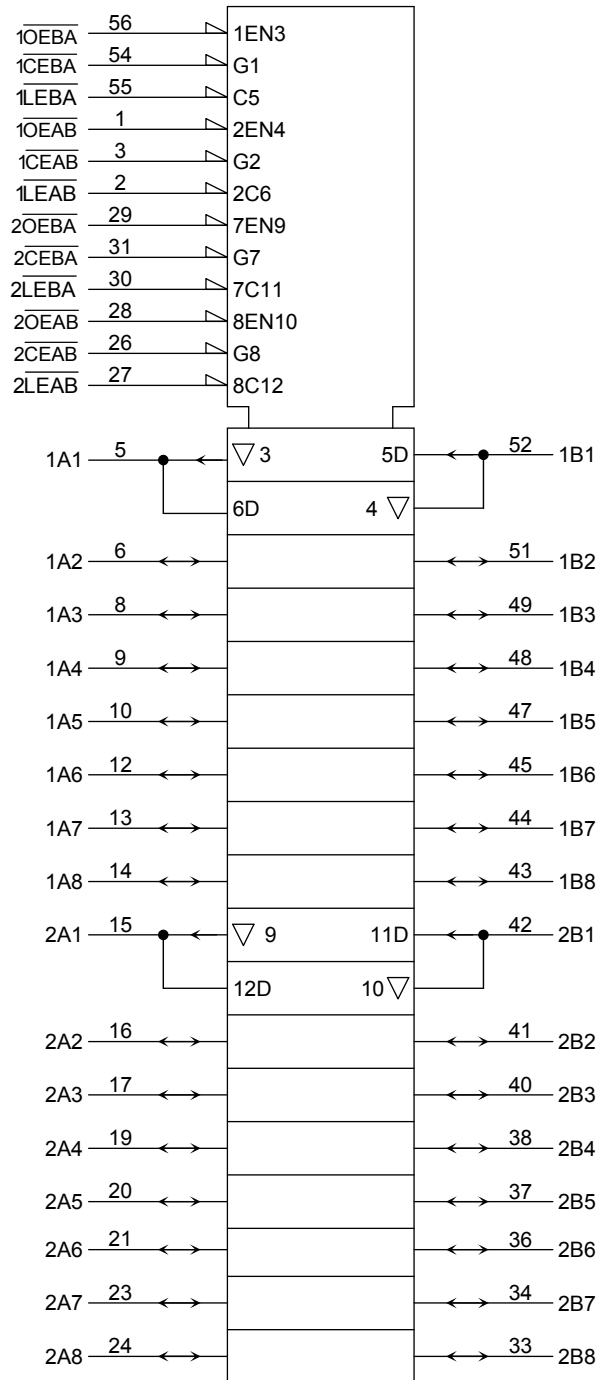 1OEBA 56 1EN3
1CEBA 54 G1
1LEBA 55 C5
1OEAB 1 2EN4
1CEAB 3 G2
1LEAB 2 2C6
2OEBA 29 7EN9
2CEBA 31 G7
2LEBA 30 7C11
2OEAB 28 8EN10
2CEAB 26 G8
2LEAB 27 8C12
1A1 5 ▽ 3 5D 52 1B1
6D 4 ▽
1A2 6 51 1B2
1A3 8 49 1B3
1A4 9 48 1B4
1A5 10 47 1B5
1A6 12 45 1B6
1A7 13 44 1B7
1A8 14 43 1B8
2A1 15 ▽ 9 11D 42 2B1
12D 10 ▽
2A2 16 41 2B2
2A3 17 40 2B3
2A4 19 38 2B4
2A5 20 37 2B5
2A6 21 36 2B6
2A7 23 34 2B7
2A8 24 33 2B8